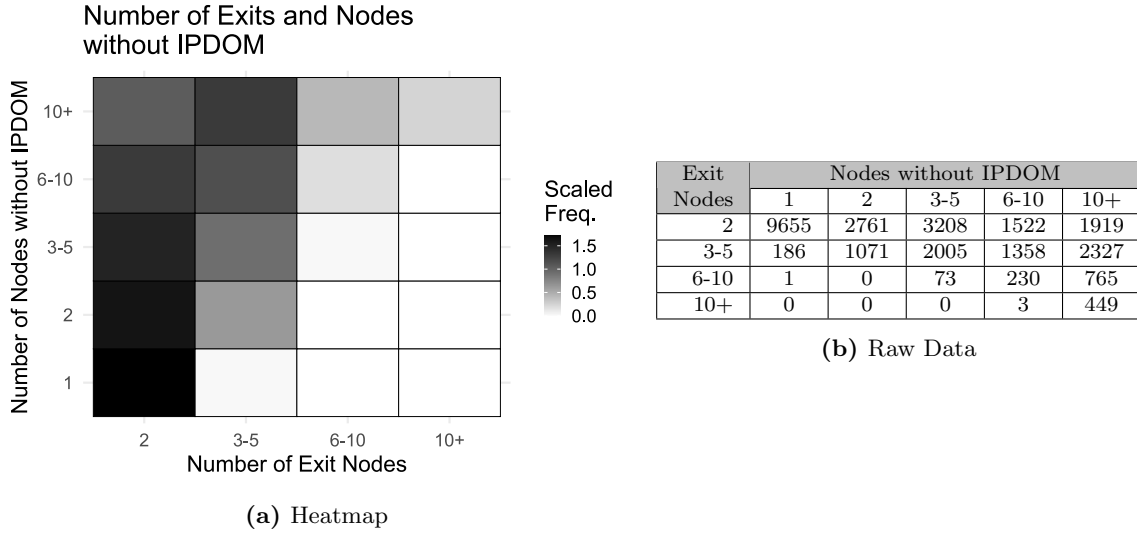 Number of Exits and Nodes
without IPDOM
Number of Nodes without IPDOM
10+
6-10
3-5
2
1
2 3-5 6-10 10+
Number of Exit Nodes
Scaled
Freq.
1.5
1.0
0.5
0.0
(a) Heatmap
Exit Nodes without IPDOM
Nodes 1 2 3-5 6-10 10+
2 9655 2761 3208 1522 1919
3-5 186 1071 2005 1358 2327
6-10 1 0 73 230 765
10+ 0 0 0 3 449
(b) Raw Data